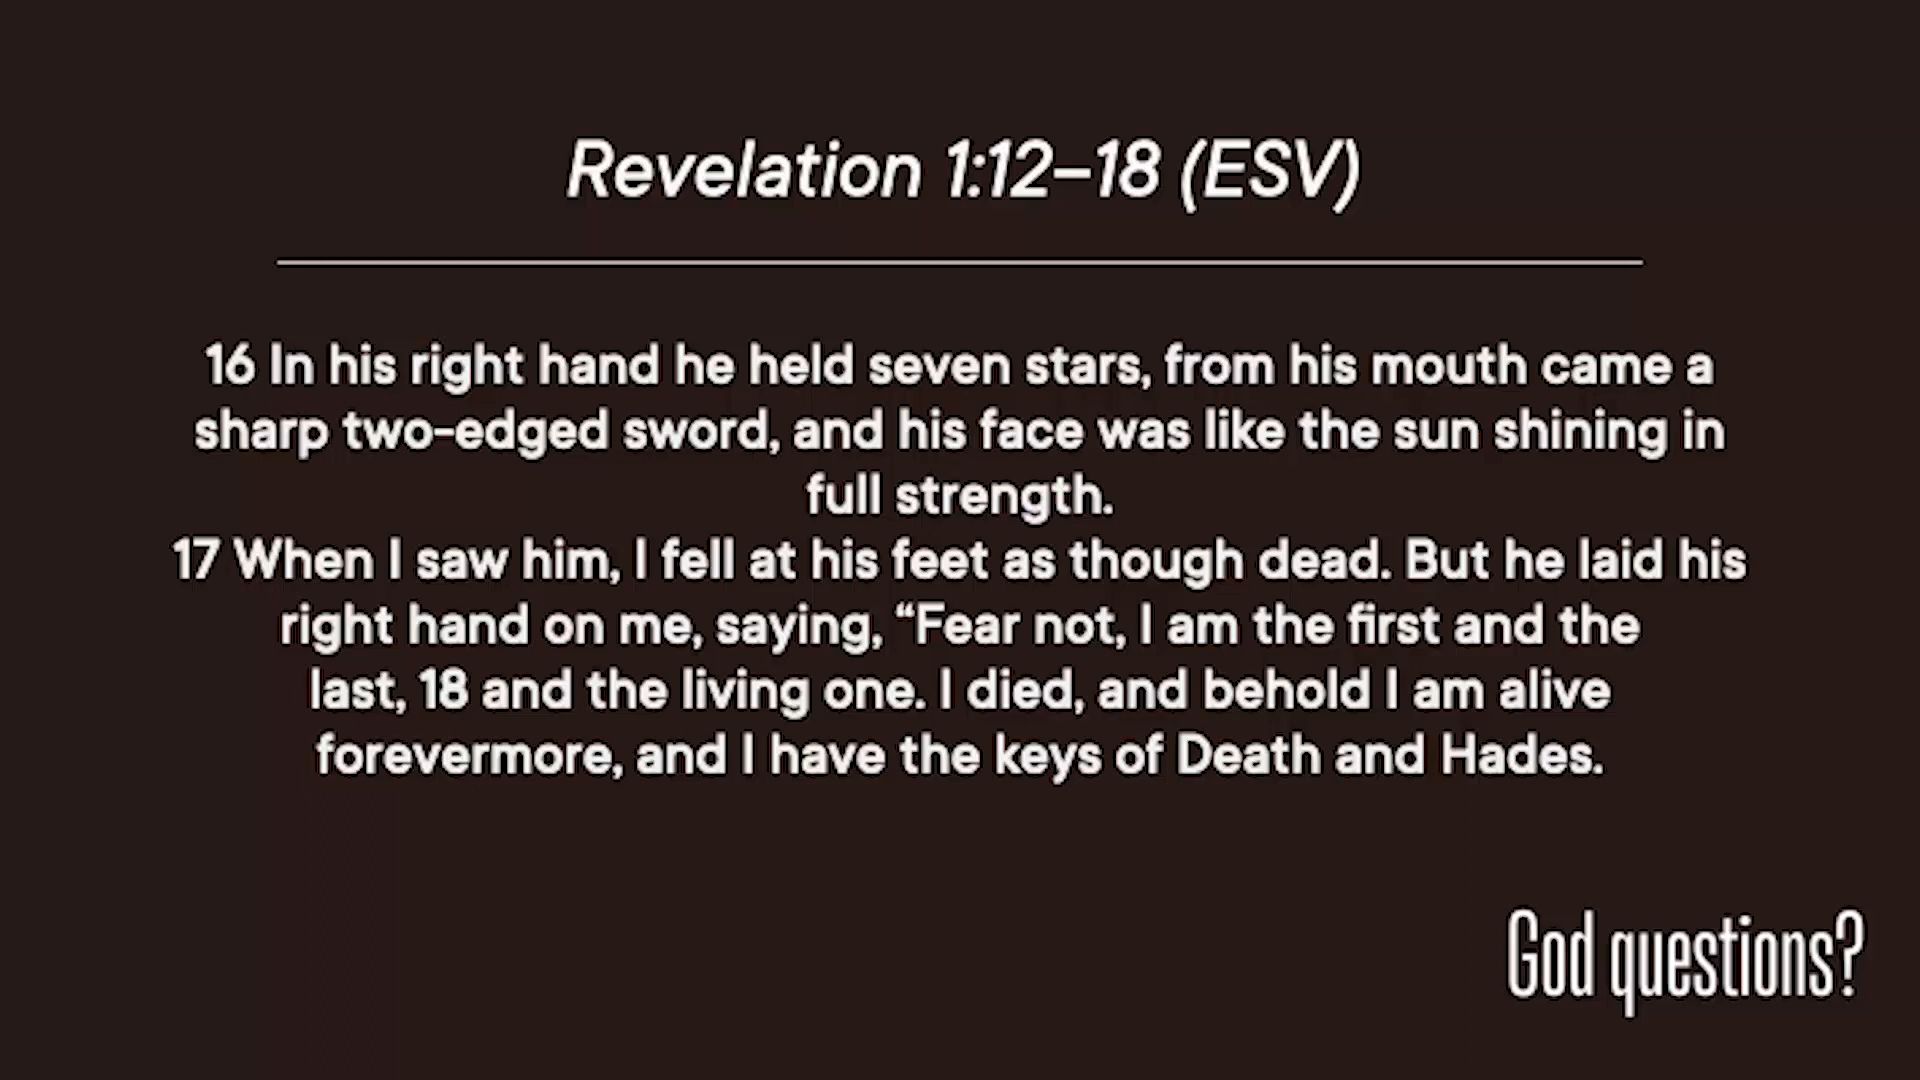 Revelation 1:12–18 (ESV)
16 In his right hand he held seven stars, from his mouth came a
sharp two-edged sword, and his face was like the sun shining in
full strength.
17 When I saw him, I fell at his feet as though dead. But he laid his
right hand on me, saying, “Fear not, I am the first and the
last, 18 and the living one. I died, and behold I am alive
forevermore, and I have the keys of Death and Hades.
God questions?